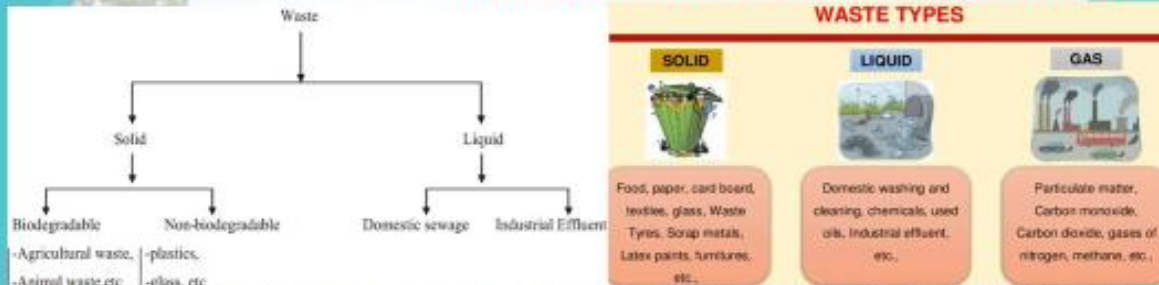 Waste
Solid
Liquid
Biodegradable
Non-biodegradable
Domestic sewage
Industrial Effluent
-Agricultural waste,
-Animal waste etc
-plastics,
-glass, etc
WASTE TYPES
SOLID
Food, paper, card board,
textiles, glass, Waste
Tyres, Scrap metals,
Latex paints, furnitures,
etc.,
LIQUID
Domestic washing and
cleaning, chemicals, used
oils, Industrial effluent,
etc.,
GAS
Particulate matter,
Carbon monoxide,
Carbon dioxide, gases of
nitrogen, methane, etc.,